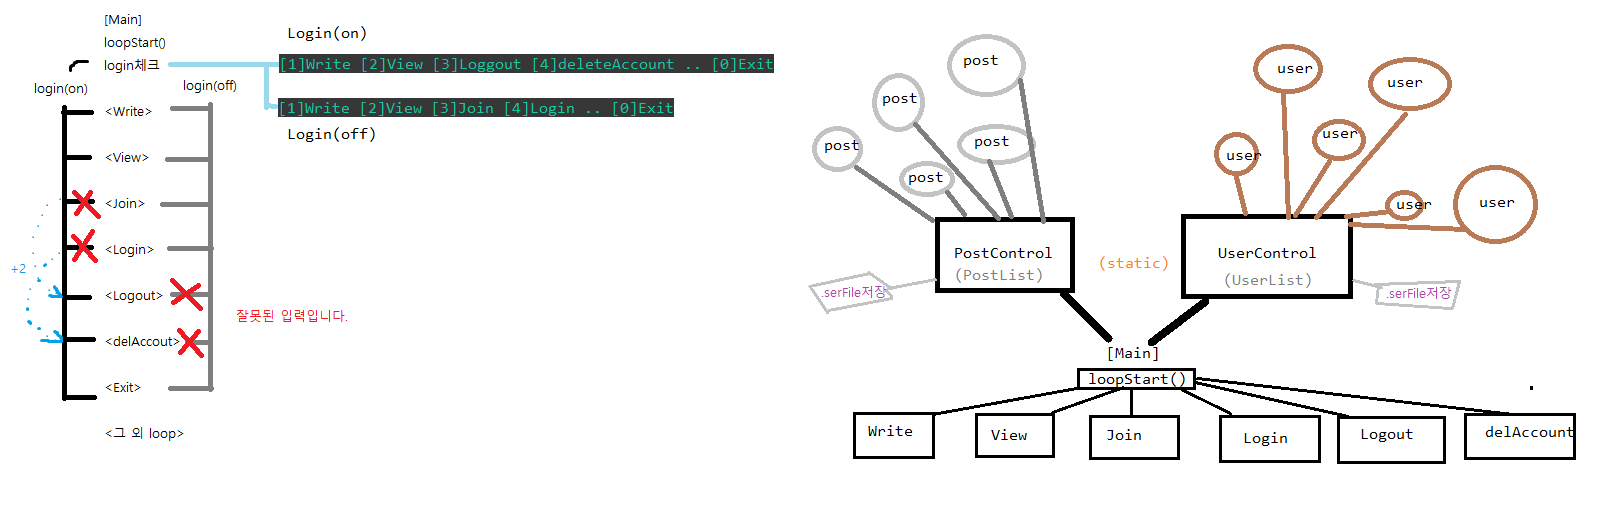 [Main]
loopStart()
login체크
login(on)
login(off)
<Write>
<View>
<Join>
<Login>
+2
<Logout>
<delAccout>
<Exit>
<그 외 loop>
잘못된 입력입니다.
Login(on)
[1]Write [2]View [3]Loggout [4]deleteAccount .. [0]Exit
[1]Write [2]View [3]Join [4]Login .. [0]Exit
Login(off)
post
post
post
post
post
user
user
user
user
user
user
PostControl
(PostList)
(static)
UserControl
(UserList)
.serFile저장
.serFile저장
[Main]
loopStart()
Write
View
Join
Login
Logout
delAccount